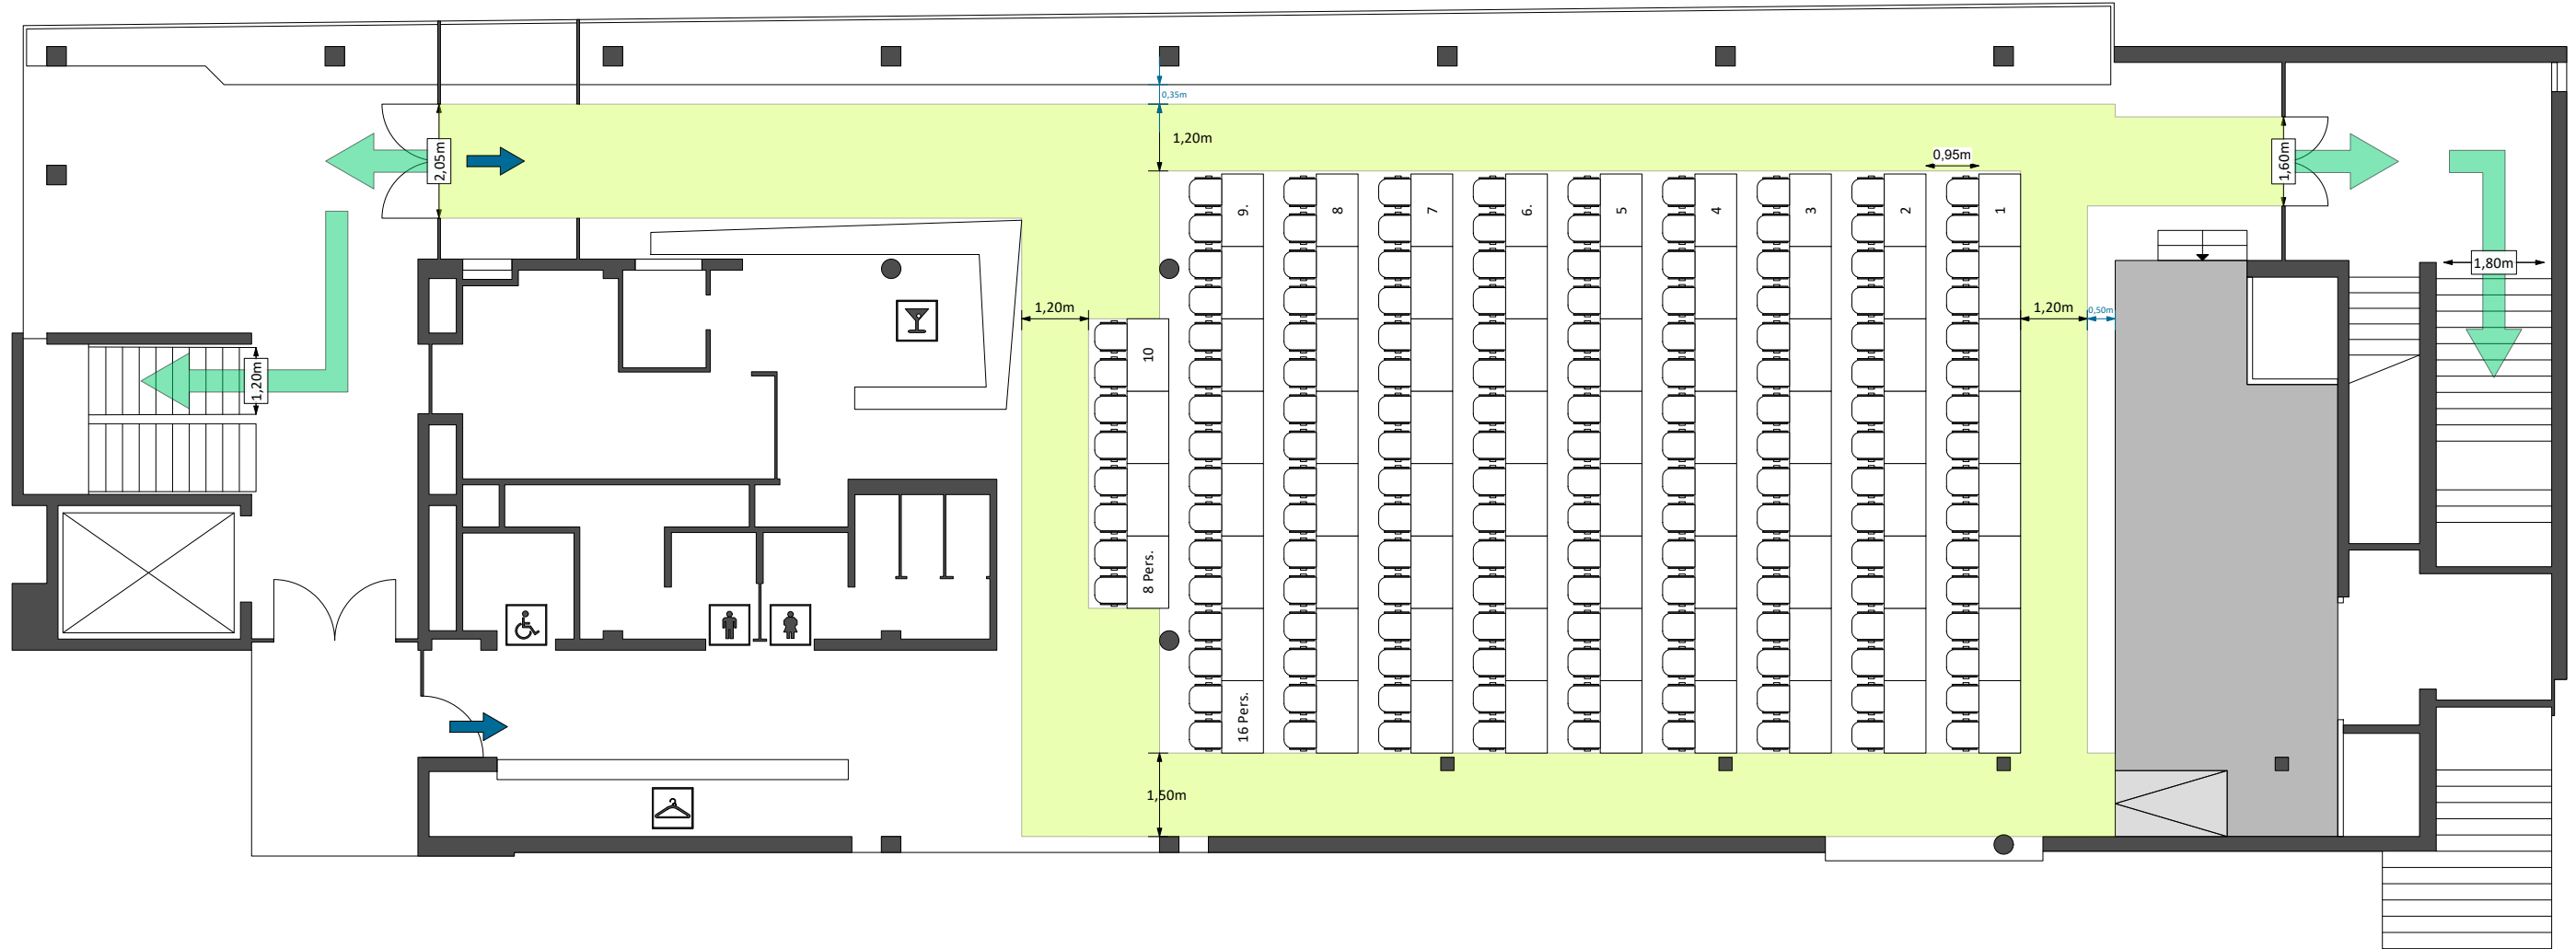 0,35m
1,20m
0,95m
2,05m
1,60m
9.
8
7
6.
5
4
3
2
1
1,80m
1,20m
1,20m
0,50m
10
1,20m
8 Pers.
16 Pers.
1,50m